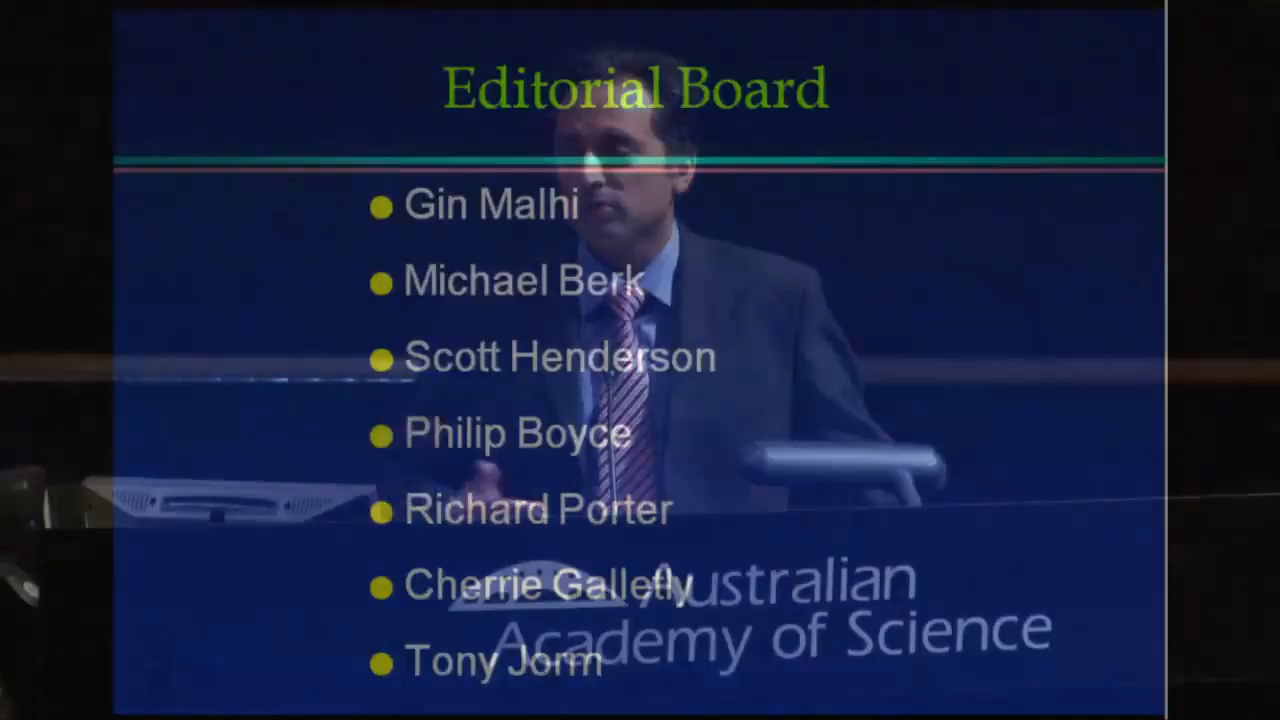 Editorial Board
Gin Malhi
Michael Berk
Scott Henderson
Philip Boyce
Richard Porter
Cherrie Galletly
Tony Jorm
Australian
Academy of Science